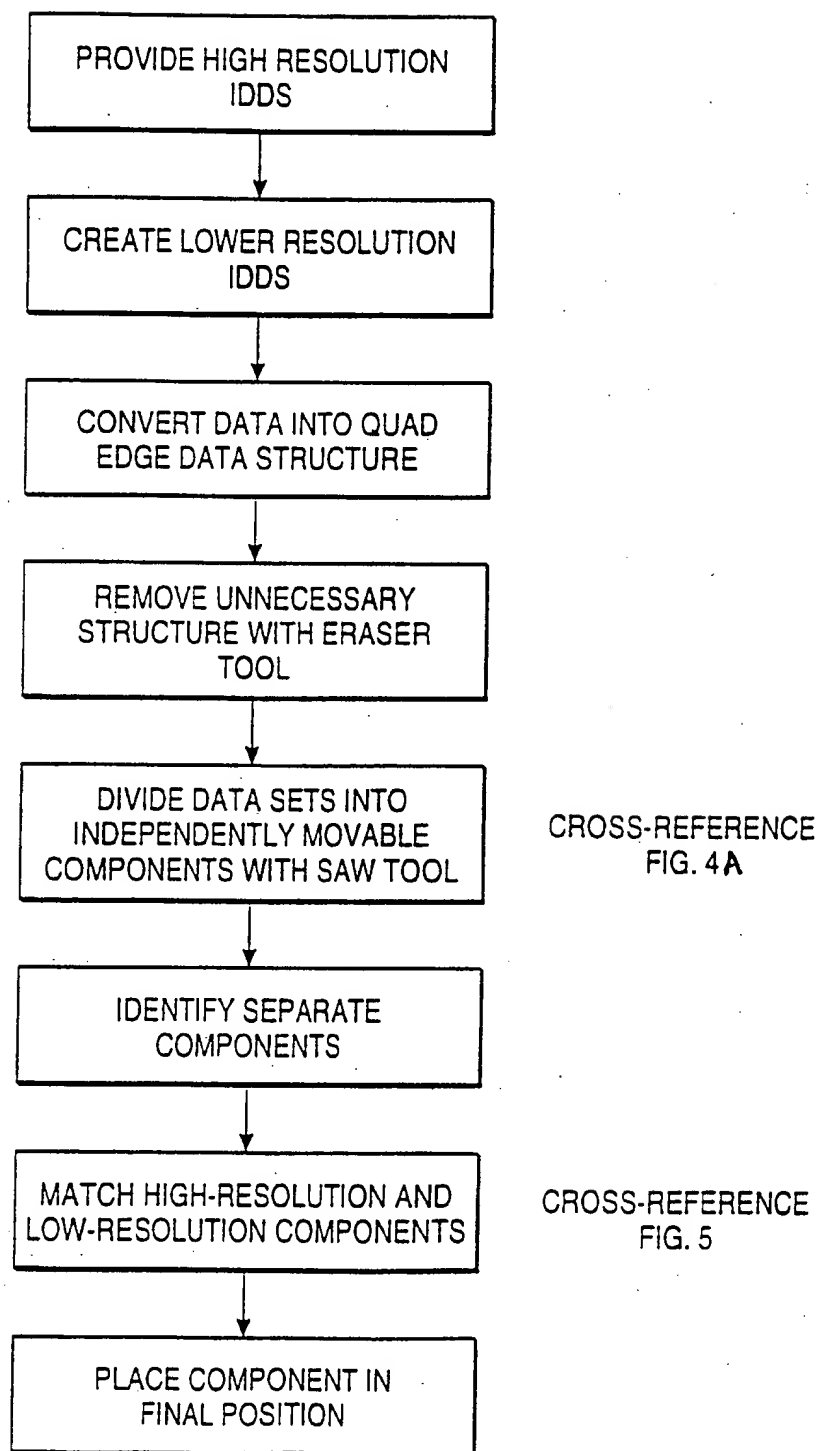 PROVIDE HIGH RESOLUTION
IDDS
CREATE LOWER RESOLUTION
IDDS
CONVERT DATA INTO QUAD
EDGE DATA STRUCTURE
REMOVE UNNECESSARY
STRUCTURE WITH ERASER
TOOL
DIVIDE DATA SETS INTO
INDEPENDENTLY MOVABLE
COMPONENTS WITH SAW TOOL
CROSS-REFERENCE
FIG. 4A
IDENTIFY SEPARATE
COMPONENTS
MATCH HIGH-RESOLUTION AND
LOW-RESOLUTION COMPONENTS
CROSS-REFERENCE
FIG. 5
PLACE COMPONENT IN
FINAL POSITION